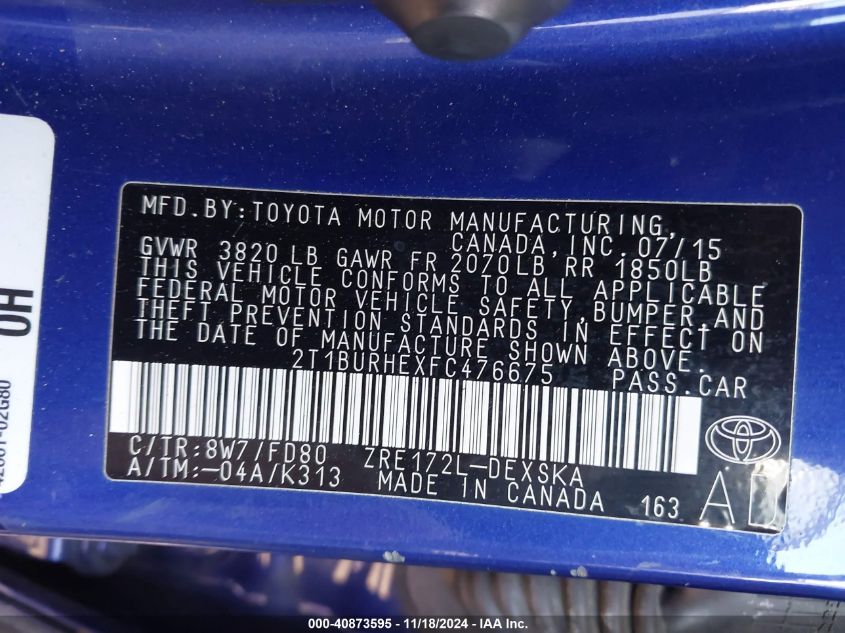 MFD.BY:TOYOTA MOTOR MANUFACTURING,
CANADA, INC. 07/15
GVWR 3820 LB GAWR FR 2070LB RR 1850LB
THIS VEHICLE CONFORMS TO ALL APPLICABLE
FEDERAL MOTOR VEHICLE SAFETY, BUMPER AND
THEFT PREVENTION STANDARDS IN EFFECT ON
THE DATE OF MANUFACTURE SHOWN ABOVE.
2T1BURHEXFC476675 PASS.CAR
C/TR:8W7/FD80 ZRE172L-DEXSKA
A/TM:-04A/K313 MADE IN CANADA 163
AD
OH
000-40873595 - 11/18/2024 - IAA Inc.